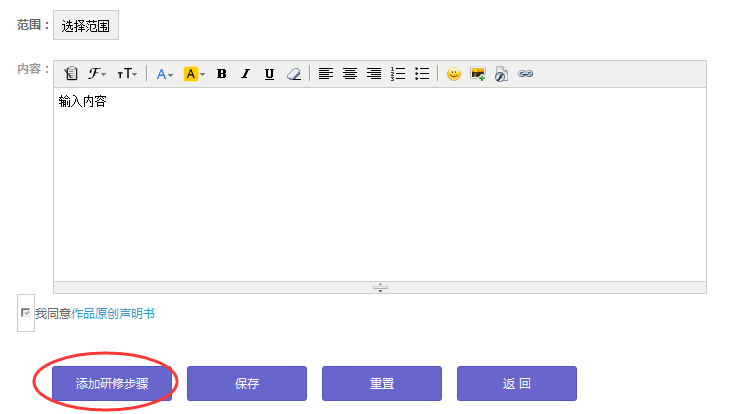 范围：选择范围
内容：
ℱ тT A A B I U
输入内容
我同意作品原创声明书
添加研修步骤 保存 重置 返 回